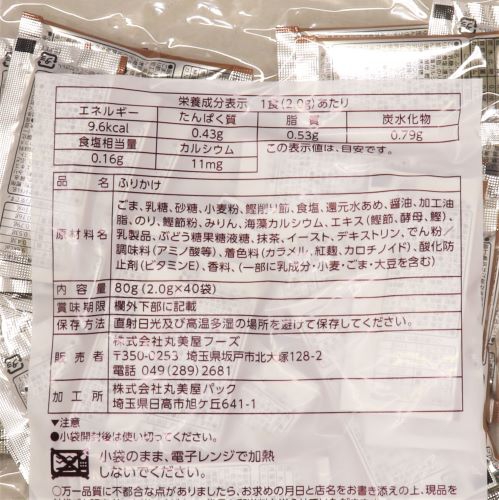 栄養成分表示 1食(2.0g)あたり
エネルギー たんぱく質 脂質 炭水化物
9.6kcal 0.43g 0.53g 0.79g
食塩相当量 カルシウム この表示値は、目安です。
0.16g 11mg
品名 ふりかけ
原材料名 ごま、乳糖、砂糖、小麦粉、鰹削り節、食塩、還元水あめ、醤油、加工油
脂、のり、鰹節粉、みりん、海藻カルシウム、エキス(鰹節、酵母、鰹)、
乳製品、ぶどう糖果糖液糖、抹茶、イースト、デキストリン、でん粉/
調味料(アミノ酸等)、着色料(カラメル、紅麹、カロチノイド)、酸化防
止剤(ビタミンE)、香料、(一部に乳成分・小麦・ごま・大豆を含む)
内容量 80g(2.0g×40袋)
賞味期限 欄外下部に記載
保存方法 直射日光及び高温多湿の場所を避けて保存してください。
販売者 株式会社丸美屋フーズ
〒350-0253 埼玉県坂戸市北大塚128-2
電話 049(289)2681
加工所 株式会社丸美屋パック
埼玉県日高市旭ケ丘641-1
▼注意
●小袋開封後は使い切ってください。
小袋のまま、電子レンジで加熱
しないでください。
○万一品質に不都合な点がありましたら、お求めの月日と店名をお書き添えの上、現品を